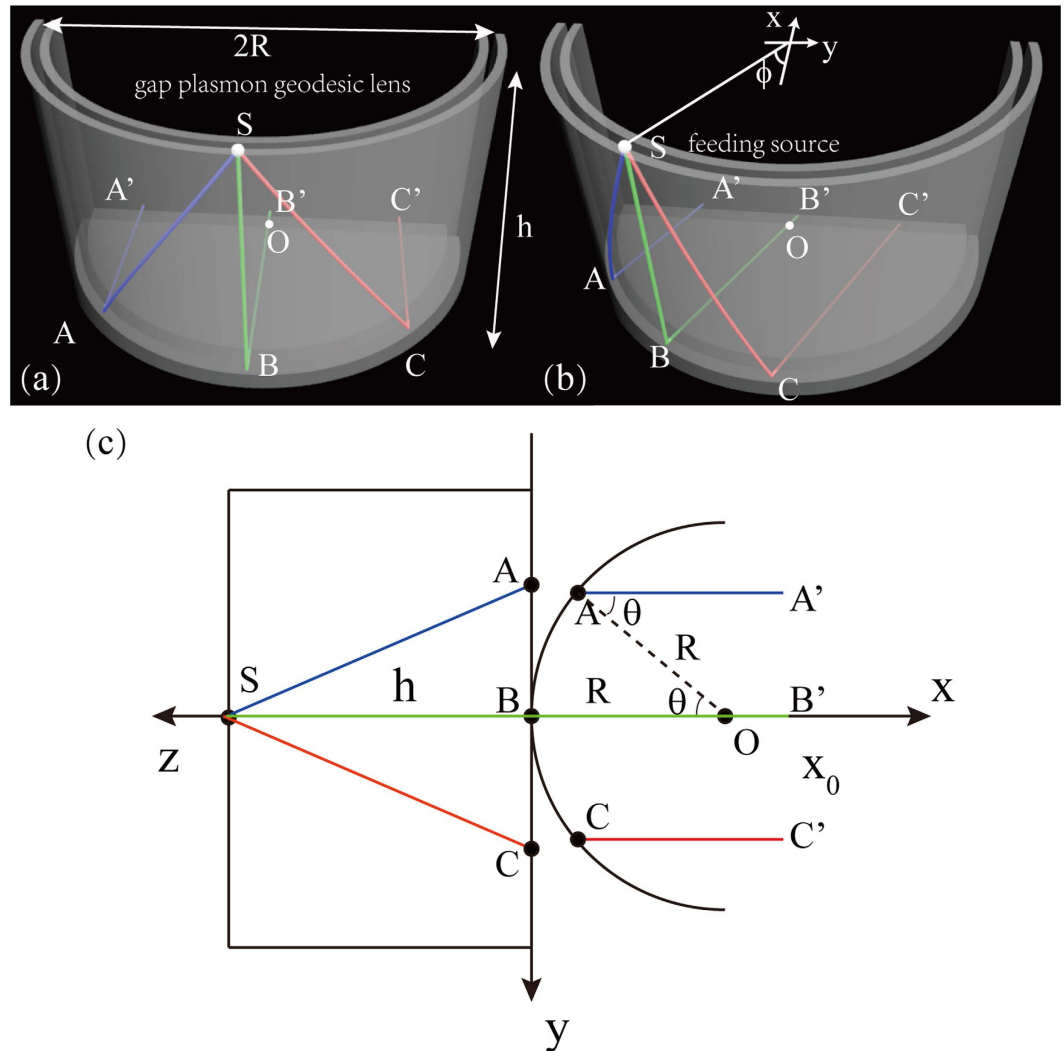 2R
gap plasmon geodesic lens
S
A'
B'
C'
O
h
A
B
C
(a)
x
y
ϕ
S
feeding source
A'
B'
C'
O
A
B
C
(b)
(c)
A
A
θ
A'
R
S
h
B
R
θ
B'
x
z
O
x₀
C
C
C'
y